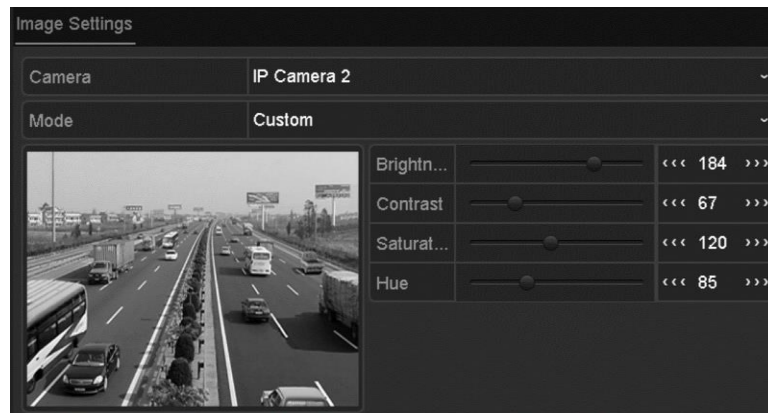 Image Settings
Camera IP Camera 2
Mode Custom
Brightn... ‹‹‹ 184 ›››
Contrast ‹‹‹ 67 ›››
Saturat... ‹‹‹ 120 ›››
Hue ‹‹‹ 85 ›››